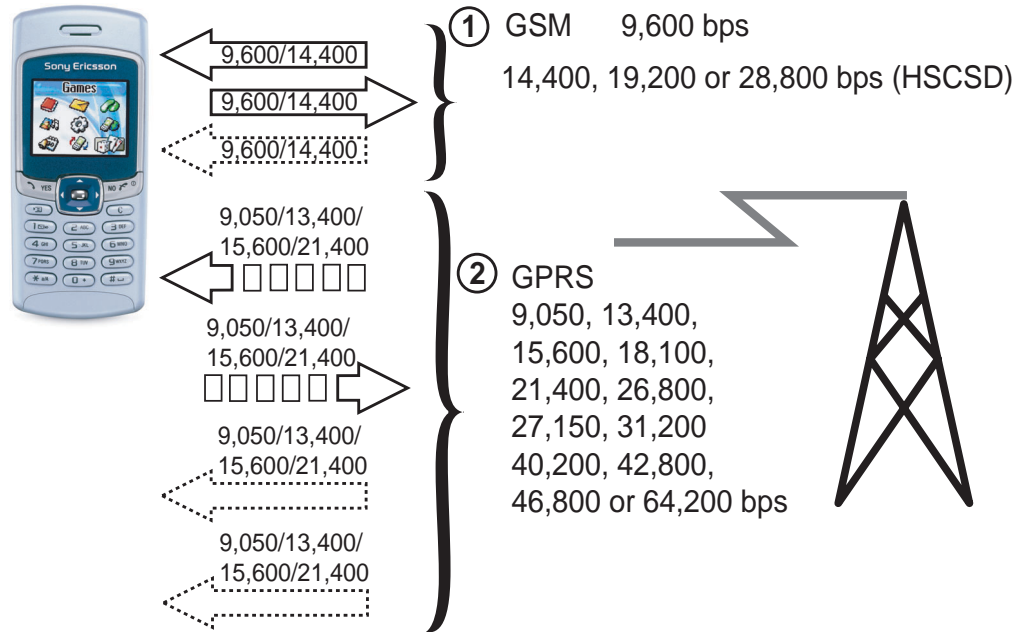 Sony Ericsson
Games
YES
NO
9,600/14,400
9,600/14,400
9,600/14,400
1 GSM 9,600 bps
14,400, 19,200 or 28,800 bps (HSCSD)
9,050/13,400/
15,600/21,400
9,050/13,400/
15,600/21,400
9,050/13,400/
15,600/21,400
9,050/13,400/
15,600/21,400
2 GPRS
9,050, 13,400,
15,600, 18,100,
21,400, 26,800,
27,150, 31,200
40,200, 42,800,
46,800 or 64,200 bps